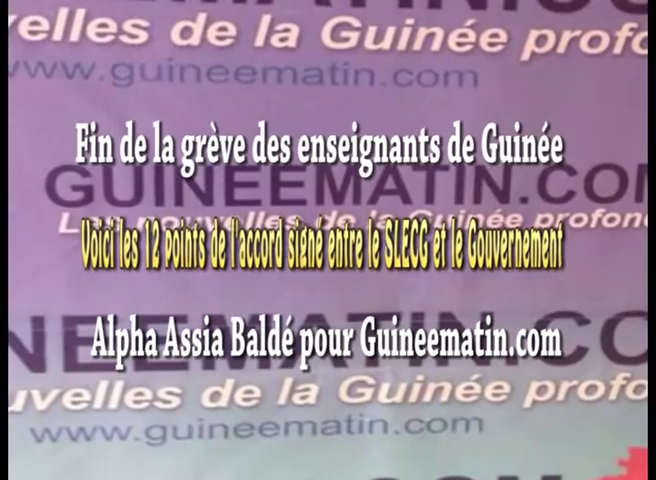 velles de la Guinée profo
www.guineematin.com
Fin de la grève des enseignants de Guinée
GUINEEMATIN.CO
Voici les 12 points de l'accord signé entre le SLECG et le Gouvernement
Alpha Assia Baldé pour Guineematin.com
NEEMATIN.CO
uvelles de la Guinée profo
www.guineematin.com